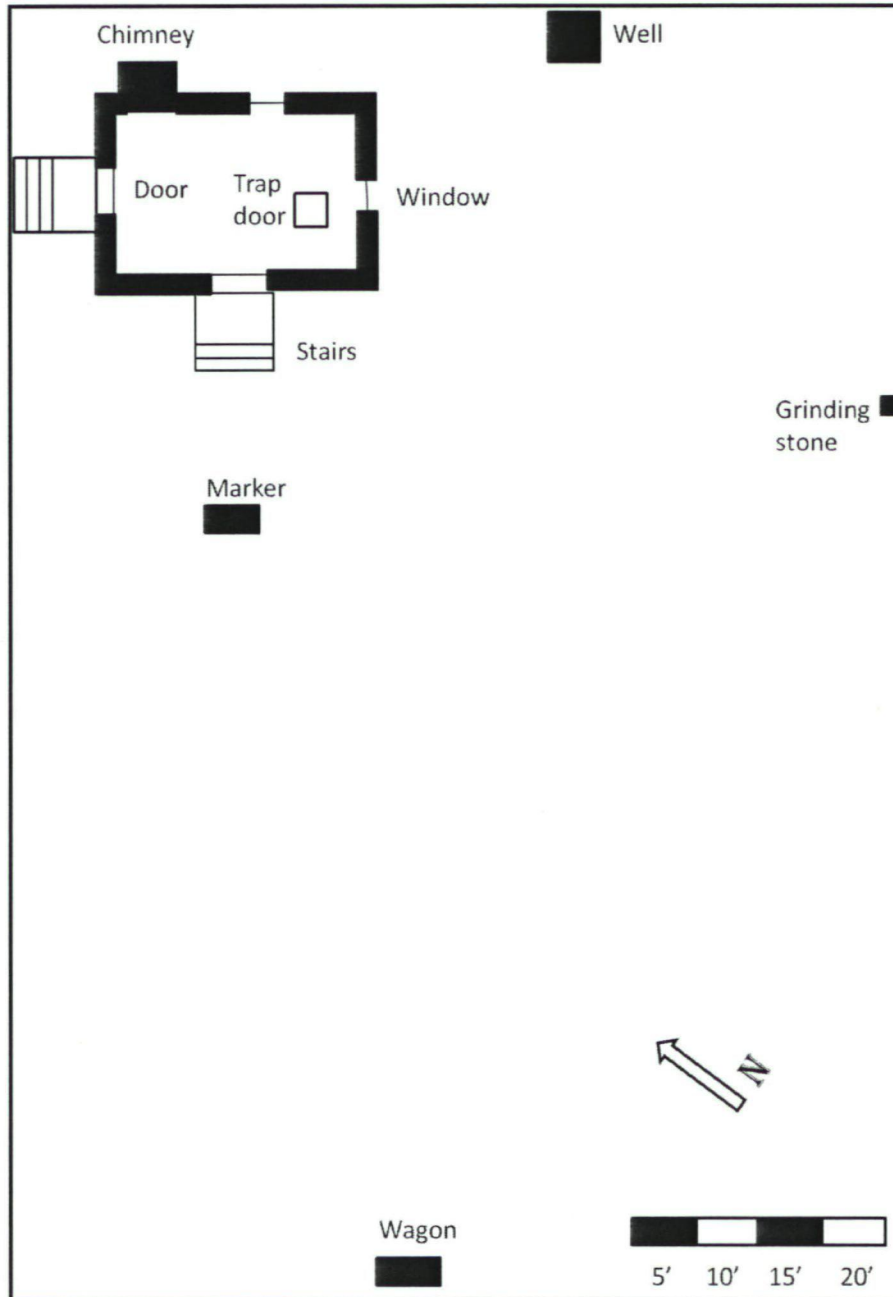 Chimney
Well
Door
Trap
door
Window
Stairs
Grinding
stone
Marker
N
Wagon
5’ 10’ 15’ 20’